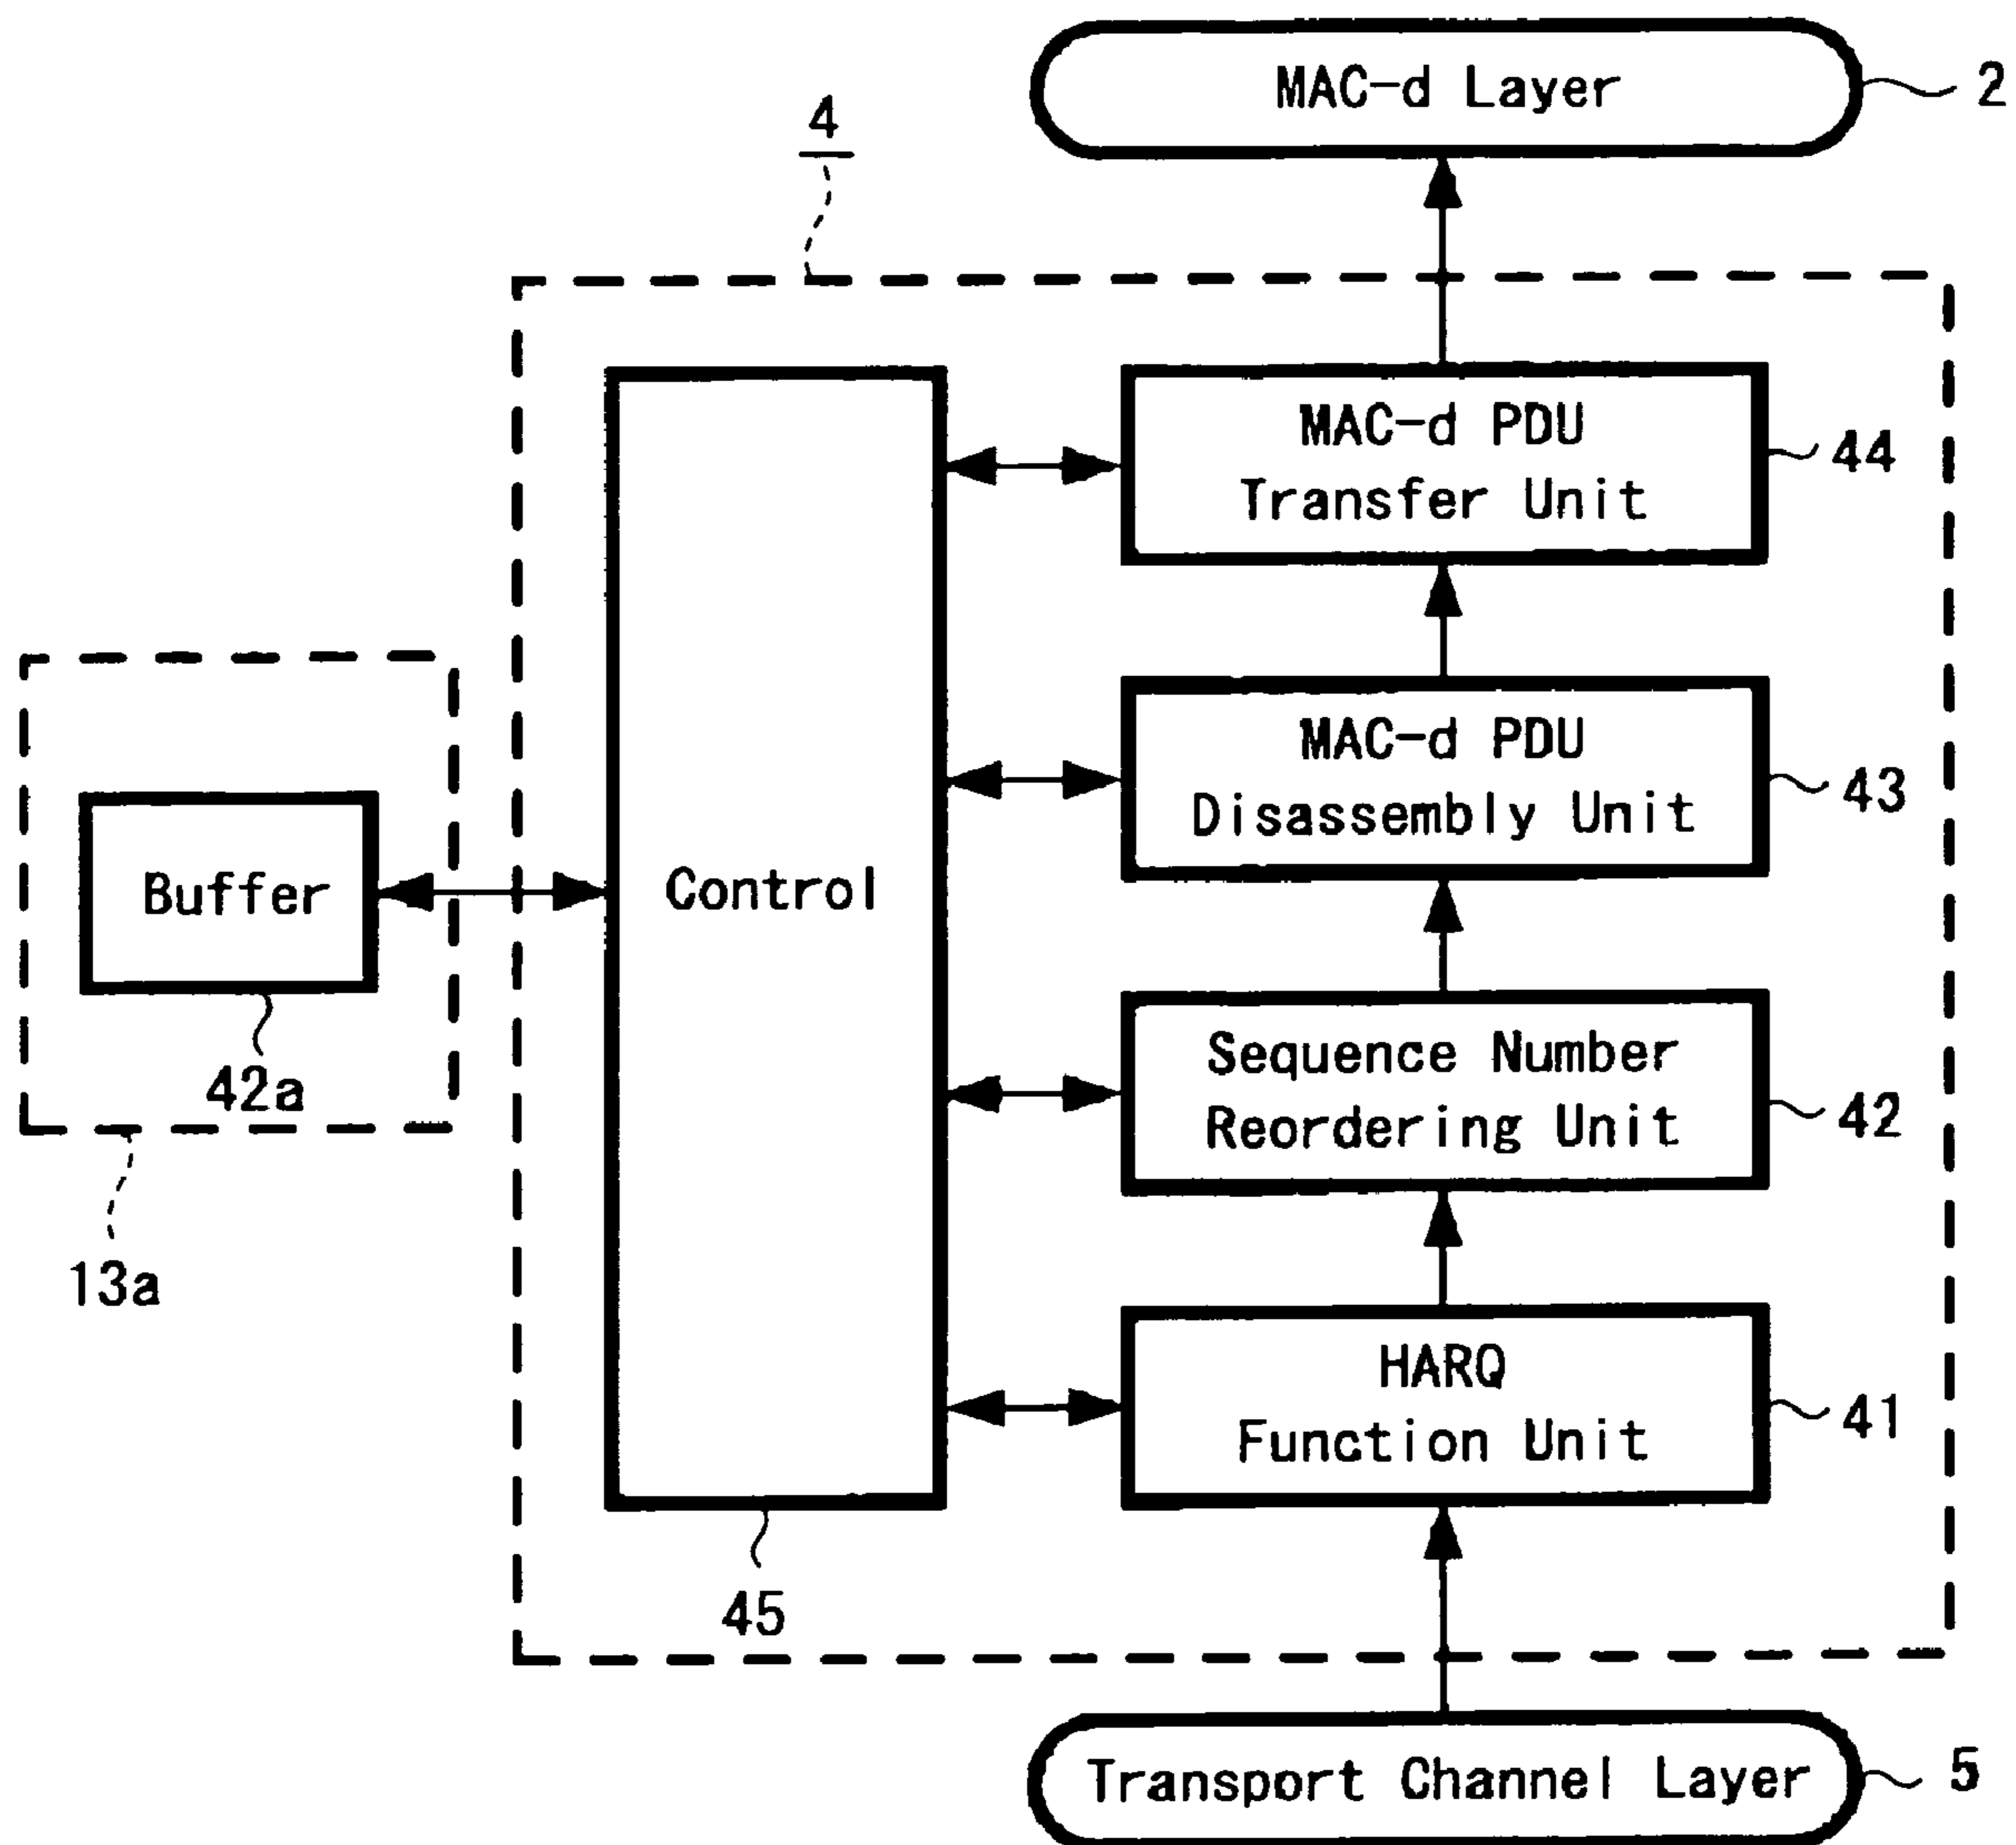 MAC-d Layer
2
4
MAC-d PDU
Transfer Unit
44
MAC-d PDU
Disassembly Unit
43
Buffer
Control
42a
Sequence Number
Reordering Unit
42
13a
HARQ
Function Unit
41
45
Transport Channel Layer
5